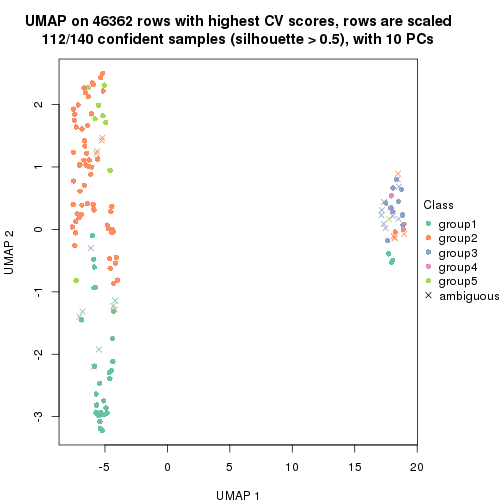 UMAP on 46362 rows with highest CV scores, rows are scaled
112/140 confident samples (silhouette > 0.5), with 10 PCs
2
1
0
-1
-2
-3
UMAP 2
-5
0
5
10
15
20
UMAP 1
Class
group1
group2
group3
group4
group5
ambiguous